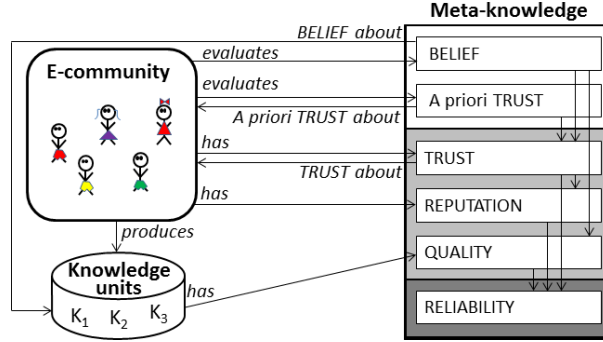 Meta-knowledge
BELIEF about
evaluates
BELIEF
E-community
evaluates
A priori TRUST
A priori TRUST about
has
TRUST
TRUST about
has
REPUTATION
produces
QUALITY
Knowledge
units
has
K1 K2 K3
RELIABILITY